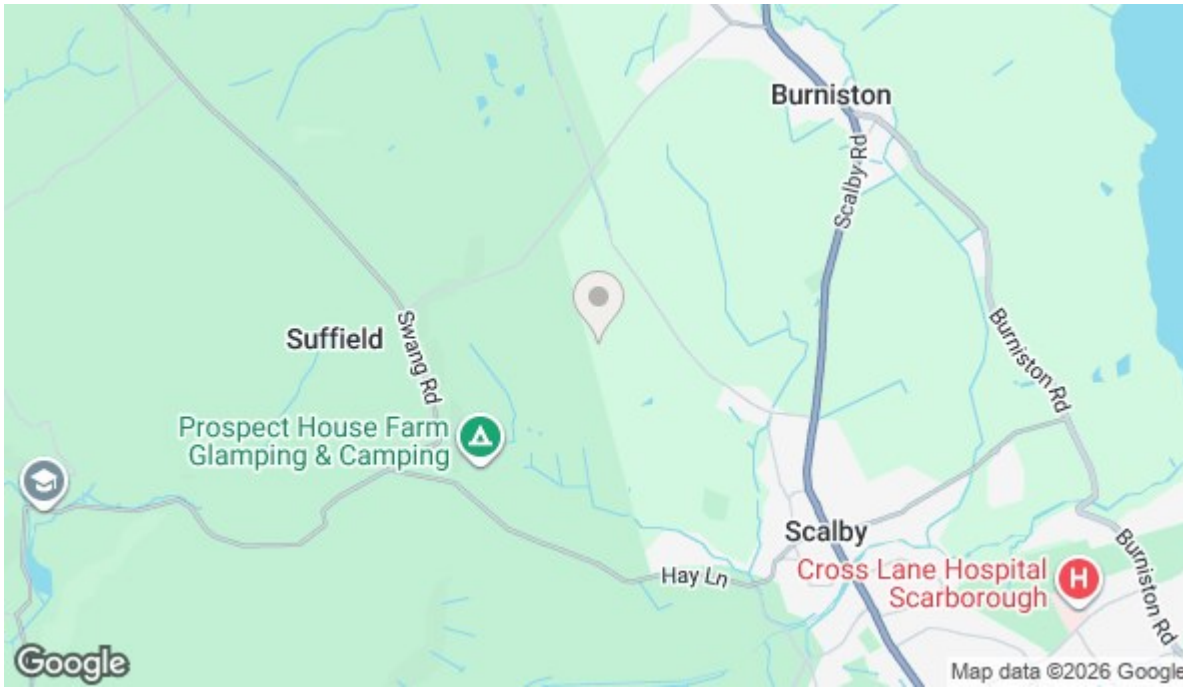 Burniston
Scalby Rd
Suffield
Swang Rd
Burniston Rd
Prospect House Farm
Glamping & Camping
Scalby
Hay Ln
Cross Lane Hospital
Scarborough
H
Burniston Rd
Google
Map data ©2026 Google